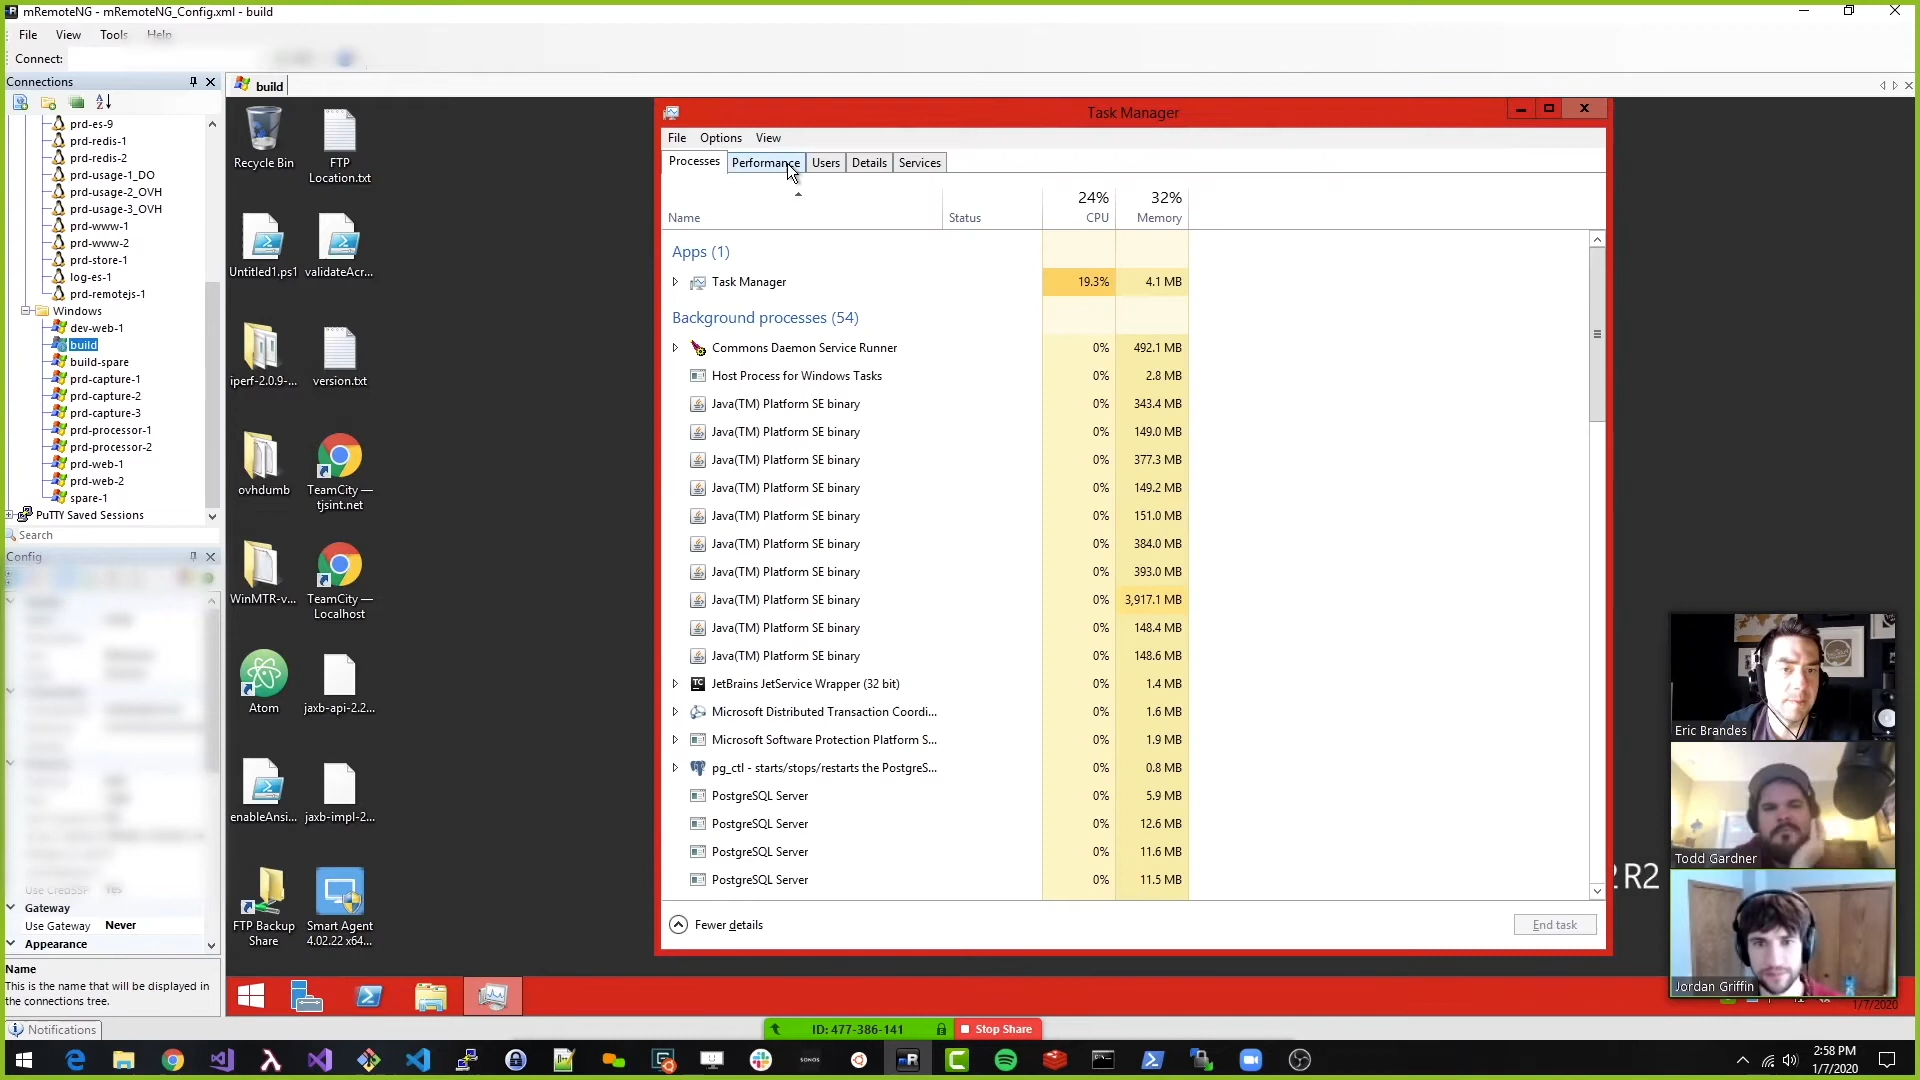 mRemoteNG - mRemoteNG_Config.xml - build
File View Tools Help
Connect:
Connections
prd-es-9
prd-redis-1
prd-redis-2
prd-usage-1_DO
prd-usage-2_OVH
prd-usage-3_OVH
prd-www-1
prd-www-2
prd-store-1
log-es-1
prd-remotejs-1
Windows
dev-web-1
build
build-spare
prd-capture-1
prd-capture-2
prd-capture-3
prd-processor-1
prd-processor-2
prd-web-1
prd-web-2
spare-1
PuTTY Saved Sessions
Search
Config
Use CredSSP Yes
Gateway
Use Gateway Never
Appearance
Name
This is the name that will be displayed in
the connections tree.
Notifications
build
Recycle Bin
FTP
Location.txt
Untitled1.ps1
validateAcr...
iperf-2.0.9-...
version.txt
ovhdumb
TeamCity —
tjsint.net
WinMTR-v...
TeamCity —
Localhost
Atom
jaxb-api-2.2...
enableAnsi...
jaxb-impl-2...
FTP Backup
Share
Smart Agent
4.02.22 x64...
Task Manager
File Options View
Processes Performance Users Details Services
24% 32%
Name Status CPU Memory
Apps (1)
Task Manager 19.3% 4.1 MB
Background processes (54)
Commons Daemon Service Runner 0% 492.1 MB
Host Process for Windows Tasks 0% 2.8 MB
Java(TM) Platform SE binary 0% 343.4 MB
Java(TM) Platform SE binary 0% 149.0 MB
Java(TM) Platform SE binary 0% 377.3 MB
Java(TM) Platform SE binary 0% 149.2 MB
Java(TM) Platform SE binary 0% 151.0 MB
Java(TM) Platform SE binary 0% 384.0 MB
Java(TM) Platform SE binary 0% 393.0 MB
Java(TM) Platform SE binary 0% 3,917.1 MB
Java(TM) Platform SE binary 0% 148.4 MB
Java(TM) Platform SE binary 0% 148.6 MB
JetBrains JetService Wrapper (32 bit) 0% 1.4 MB
Microsoft Distributed Transaction Coordi... 0% 1.6 MB
Microsoft Software Protection Platform S... 0% 1.9 MB
pg_ctl - starts/stops/restarts the PostgreS... 0% 0.8 MB
PostgreSQL Server 0% 5.9 MB
PostgreSQL Server 0% 12.6 MB
PostgreSQL Server 0% 11.6 MB
PostgreSQL Server 0% 11.5 MB
Fewer details End task
2 R2
Eric Brandes
Todd Gardner
Jordan Griffin
1/7/2020
ID: 477-386-141 Stop Share
SONOS
2:58 PM
1/7/2020